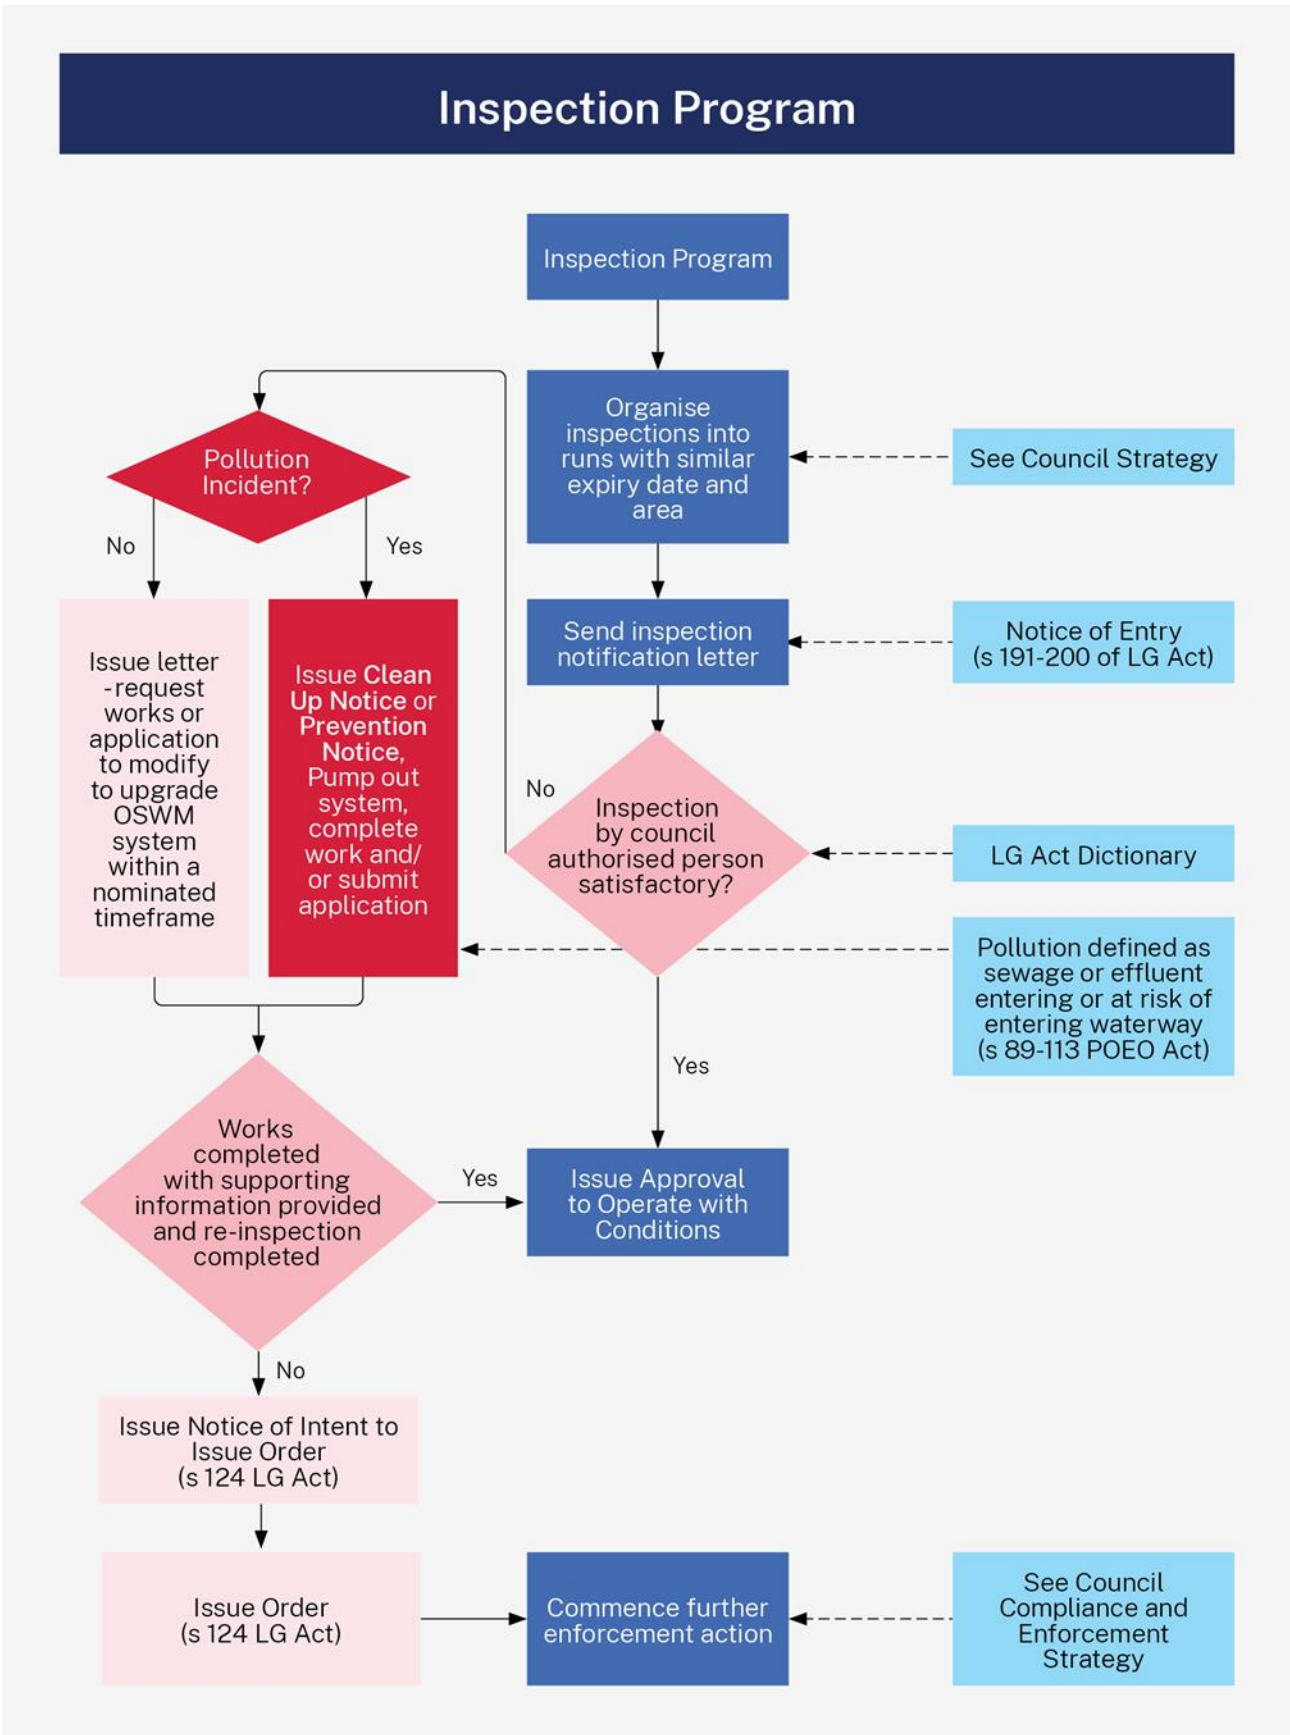 Inspection Program
Inspection Program
Organise
inspections into
runs with similar
expiry date and
area
See Council Strategy
Pollution
Incident?
No
Yes
Send inspection
notification letter
Notice of Entry
(s 191-200 of LG Act)
Issue letter
-request
works or
application
to modify
to upgrade
OSWM
system
within a
nominated
timeframe
Issue Clean
Up Notice or
Prevention
Notice,
Pump out
system,
complete
work and/
or submit
application
No
Inspection
by council
authorised person
satisfactory?
LG Act Dictionary
Pollution defined as
sewage or effluent
entering or at risk of
entering waterway
(s 89-113 POEO Act)
Yes
Works
completed
with supporting
information provided
and re-inspection
completed
Yes
Issue Approval
to Operate with
Conditions
No
Issue Notice of Intent to
Issue Order
(s 124 LG Act)
Issue Order
(s 124 LG Act)
Commence further
enforcement action
See Council
Compliance and
Enforcement
Strategy